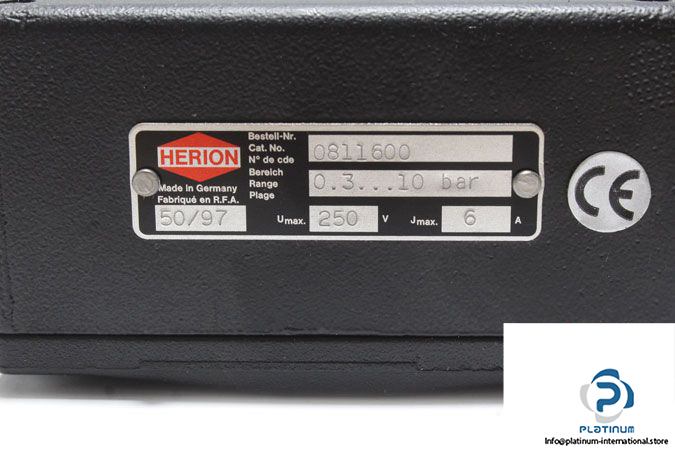 HERION
Made in Germany
Fabriqué en R.F.A.
50/97
Bestell-Nr.
Cat. No.
N° de cde
0811600
Bereich
Range
Plage
0.3...10 bar
Umax. 250 V Jmax. 6 A
CE
PLATINUM
Info@platinum-international.store